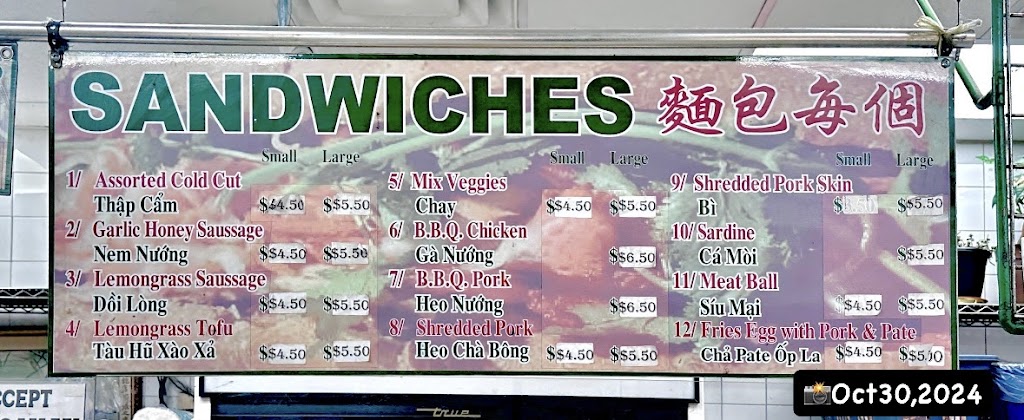 SANDWICHES 麵包每個
Small Large
1/ Assorted Cold Cut
Thập Cẩm $$4.50 $$5.50
2/ Garlic Honey Saussage
Nem Nướng $$4.50 $$5.50
3/ Lemongrass Saussage
Dồi Lòng $$4.50 $$5.50
4/ Lemongrass Tofu
Tàu Hũ Xào Xả $$4.50 $$5.50
Small Large
5/ Mix Veggies
Chay $$4.50 $$5.50
6/ B.B.Q. Chicken
Gà Nướng $$6.50
7/ B.B.Q. Pork
Heo Nướng $$6.50
8/ Shredded Pork
Heo Chà Bông $$4.50 $$5.50
Small Large
9/ Shredded Pork Skin
Bì $$5.50
10/ Sardine
Cá Mòi $$5.50
11/ Meat Ball
Síu Mại $$4.50 $$5.50
12/ Fries Egg with Pork & Pate
Chả Pate Ốp La $$4.50
true
📸Oct30,2024